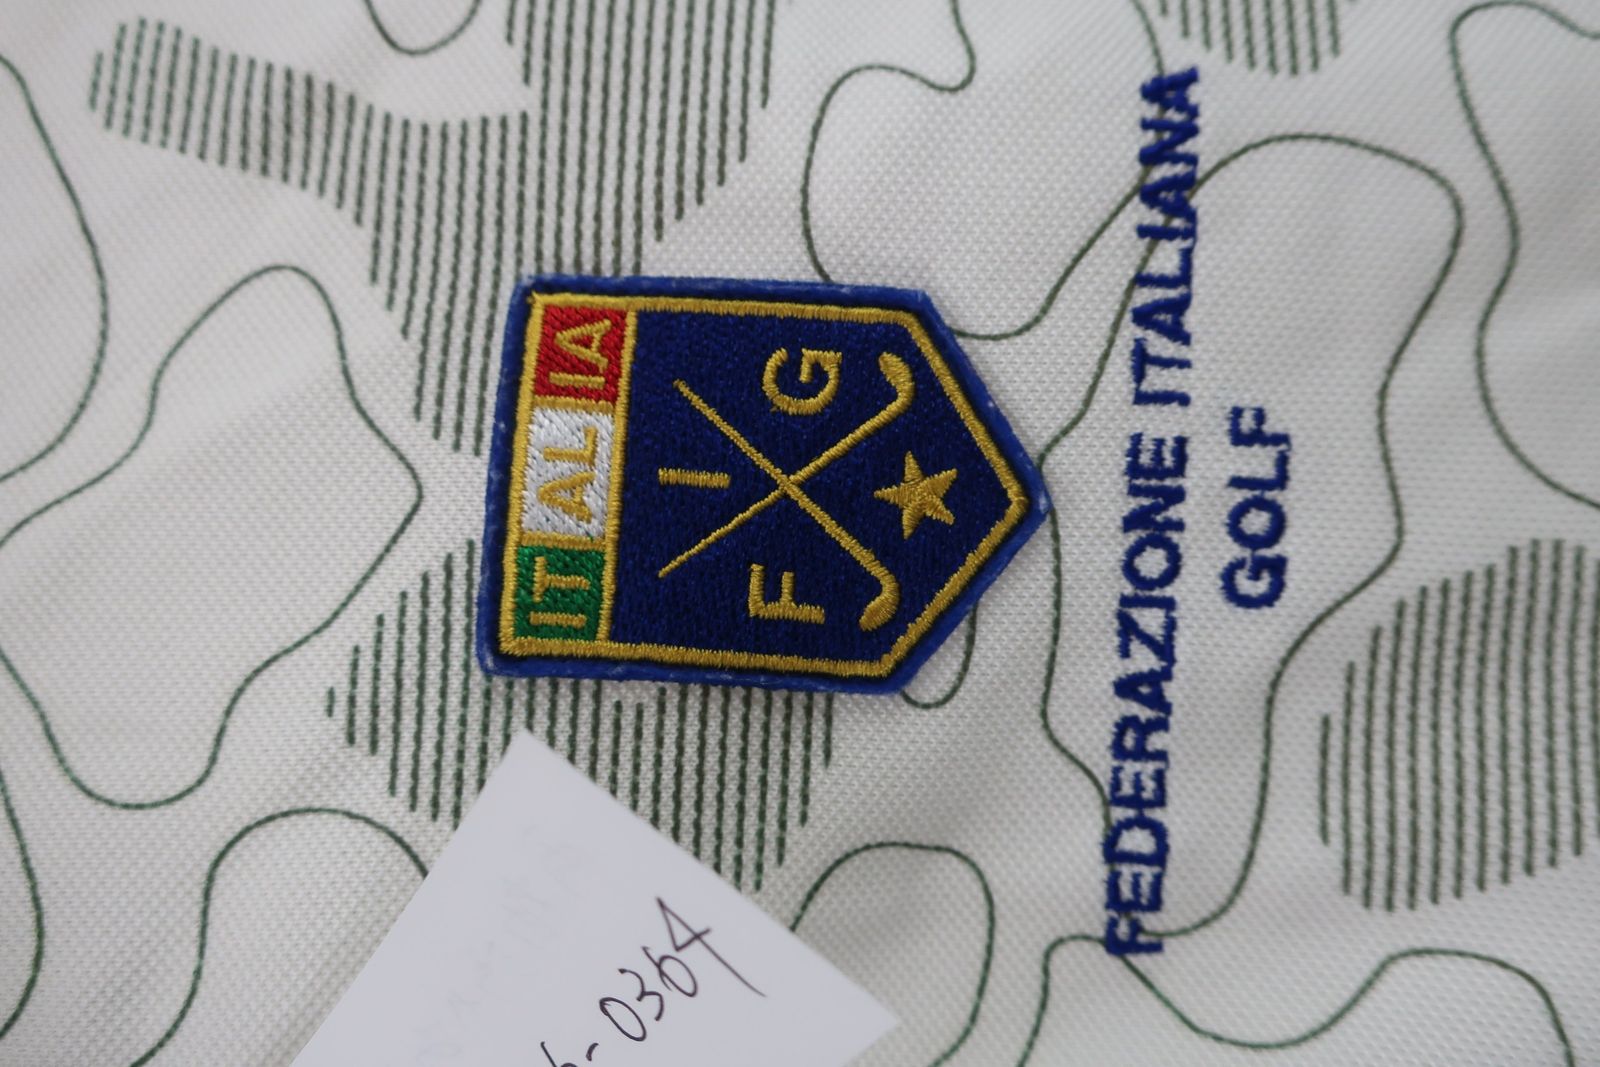 ITALIA
I
F G
FEDERAZIONE ITALIANA
GOLF
-0364